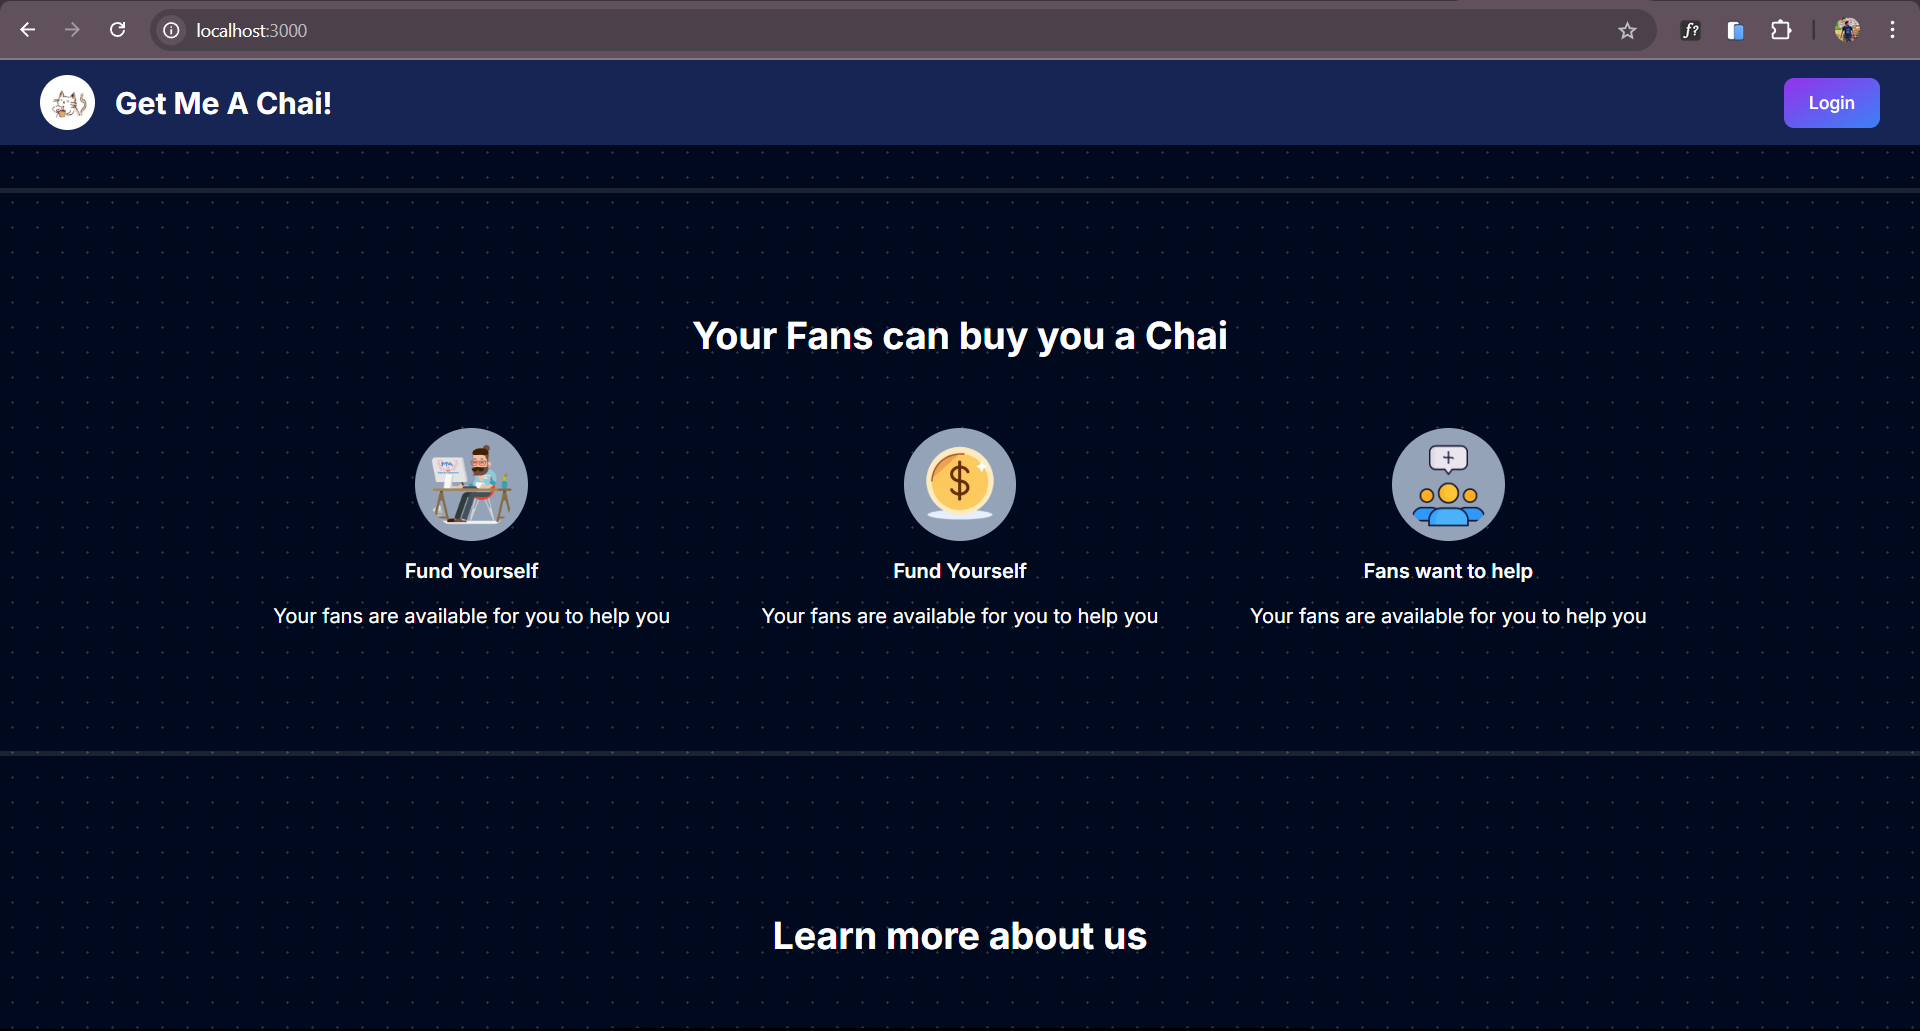 localhost:3000
f?
Get Me A Chai!
Login
Your Fans can buy you a Chai
$
Fund Yourself
Fund Yourself
Fans want to help
Your fans are available for you to help you
Your fans are available for you to help you
Your fans are available for you to help you
Learn more about us